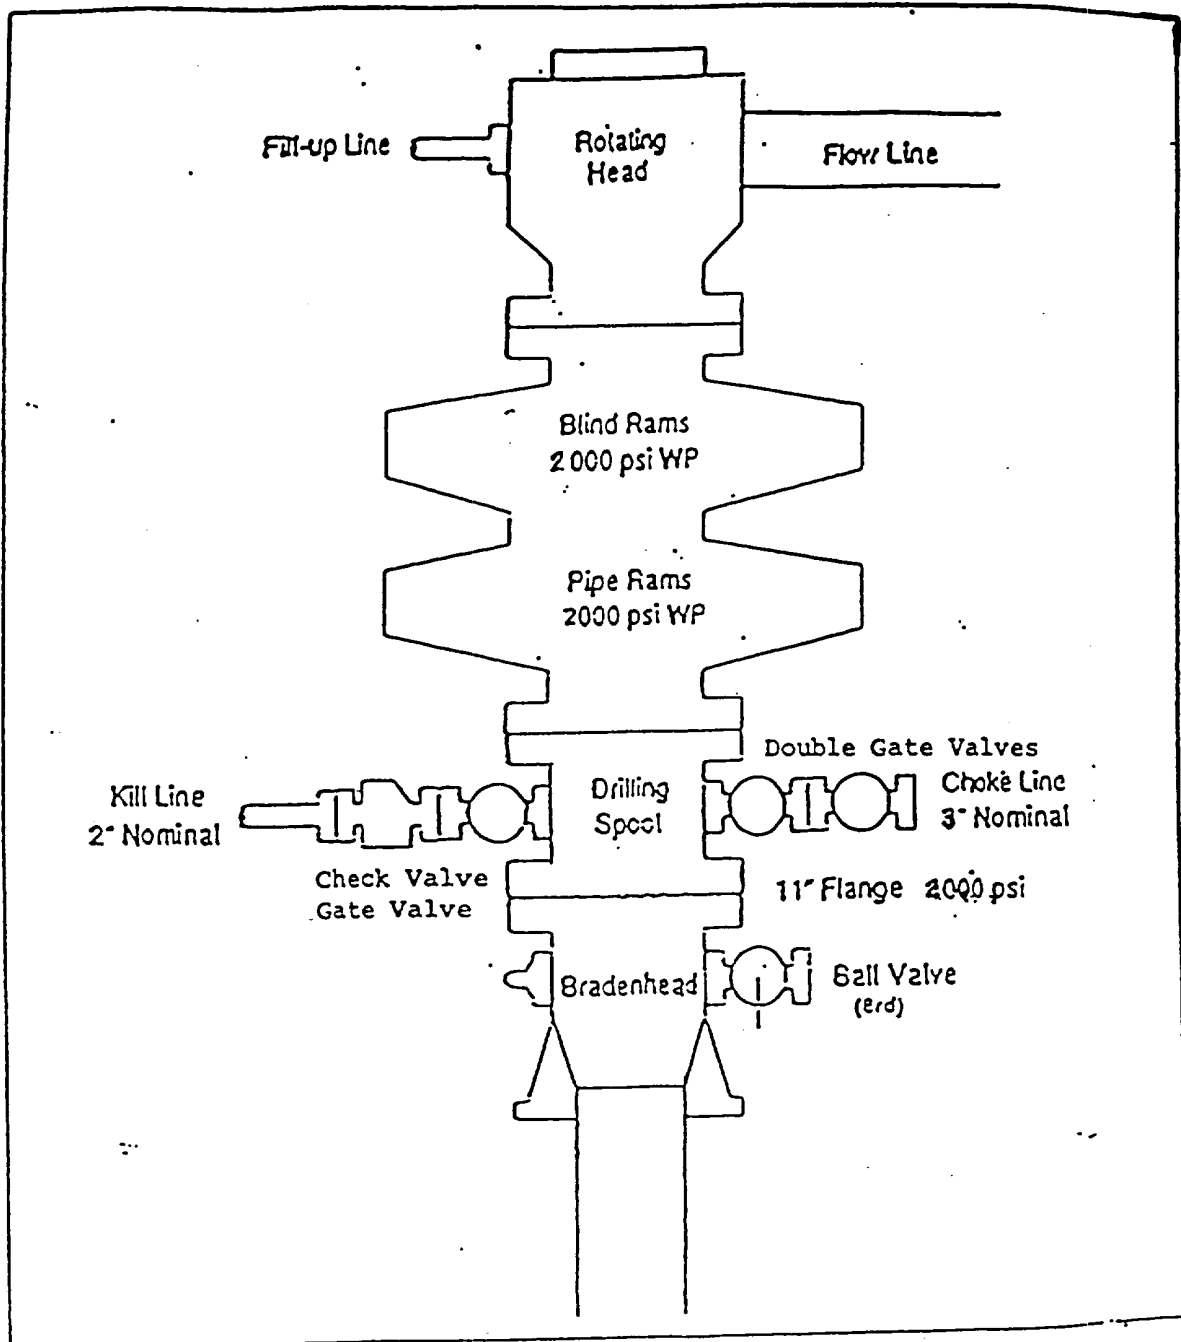 Fill-up Line
Rotating
Head
Flow Line
Blind Rams
2000 psi WP
Pipe Rams
2000 psi WP
Double Gate Valves
Kill Line
2" Nominal
Drilling
Spool
Choke Line
3" Nominal
Check Valve
Gate Valve
11" Flange 2000 psi
Bradenhead
Ball Valve